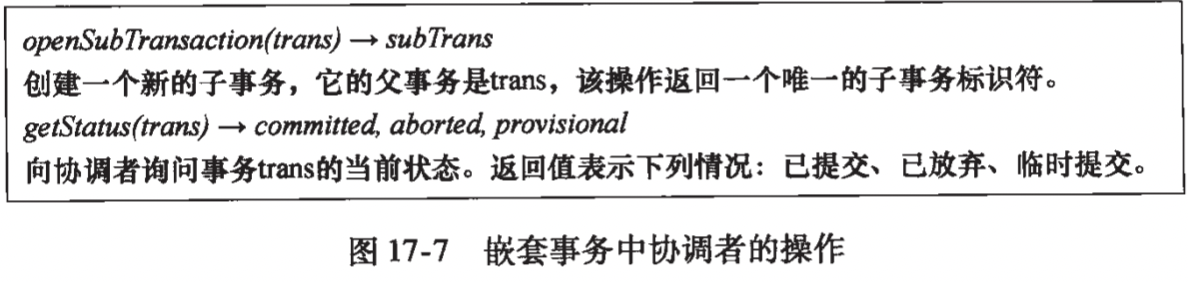 openSubTransaction(trans) → subTrans
创建一个新的子事务，它的父事务是trans，该操作返回一个唯一的子事务标识符。
getStatus(trans) → committed, aborted, provisional
向协调者询问事务trans的当前状态。返回值表示下列情况：已提交、已放弃、临时提交。
图 17-7 嵌套事务中协调者的操作